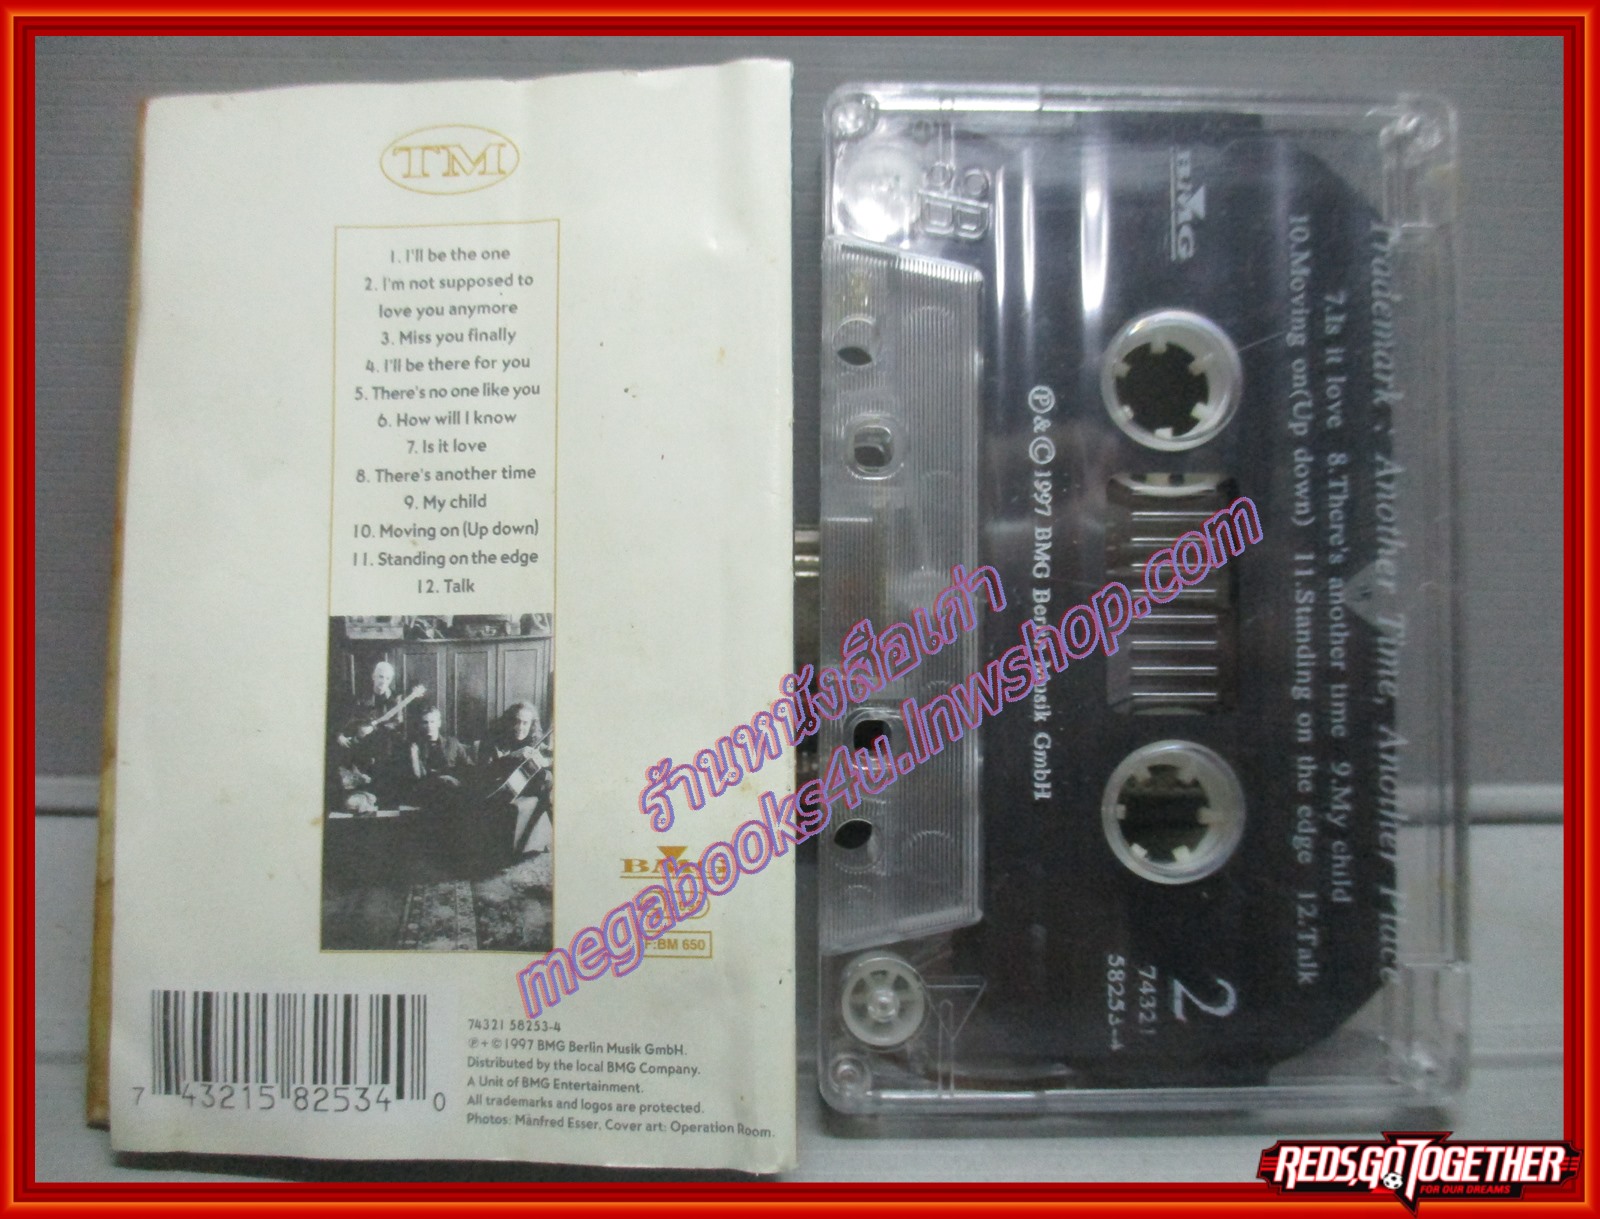 TM
1. I'll be the one
2. I'm not supposed to
love you anymore
3. Miss you finally
4. I'll be there for you
5. There's no one like you
6. How will I know
7. Is it love
8. There's another time
9. My child
10. Moving on (Up down)
11. Standing on the edge
12. Talk
BMG
F:BM 650
7 43215 82534 0
74321 58253-4
℗+©1997 BMG Berlin Musik GmbH.
Distributed by the local BMG Company.
A Unit of BMG Entertainment.
All trademarks and logos are protected.
Photos: Manfred Esser, Cover art: Operation Room.
Trademark : Another Time, Another Place
7.Is it love 8.There's another time 9.My child
10.Moving on(Up down) 11.Standing on the edge 12.Talk
BMG
2
74321
58253-4
℗&©1997 BMG Berlin Musik GmbH
ร้านหนังสือเก่า
megabooks4u.lnwshop.com
REDS,GO TOGETHER
FOR OUR DREAMS